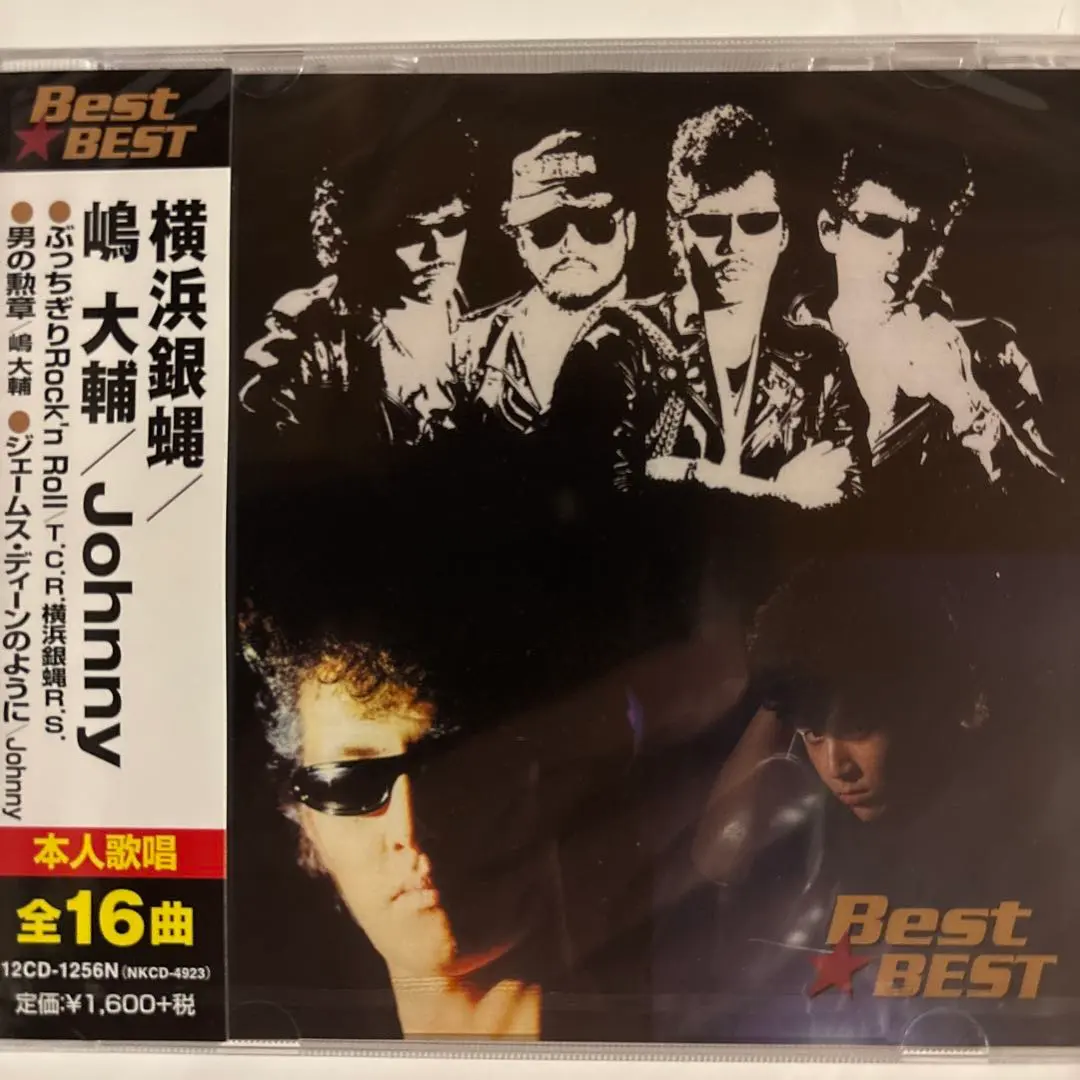 Best
★BEST
横浜銀蝿／
嶋 大輔／Johnny
●ぶっちぎりRock'n Roll／T.C.R.横浜銀蝿R.S.
●男の勲章／嶋 大輔 ●ジェームス・ディーンのように／Johnny
本人歌唱
全16曲
12CD-1256N(NKCD-4923)
定価:¥1,600+税
Best
★BEST